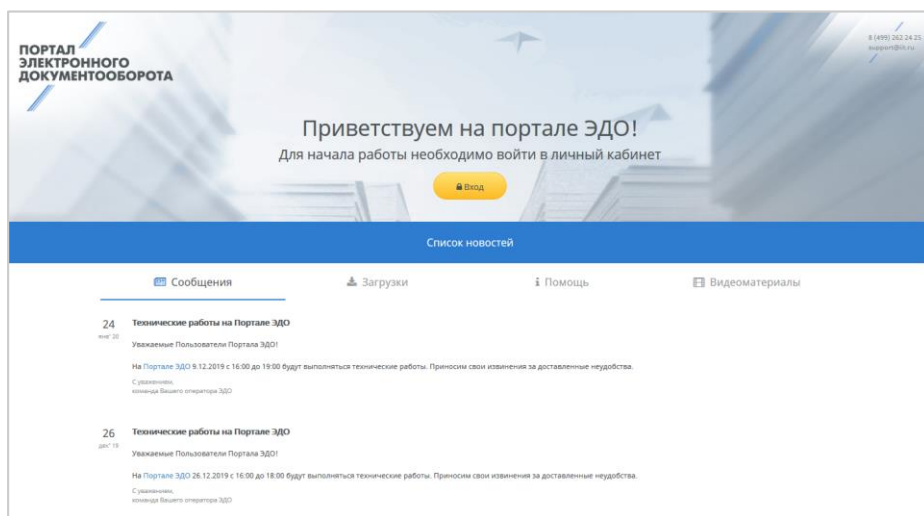 ПОРТАЛ
ЭЛЕКТРОННОГО
ДОКУМЕНТООБОРОТА
8 (499) 262 24 25
Приветствуем на портале ЭДО!
Для начала работы необходимо войти в личный кабинет
Вход
Список новостей
Сообщения
Загрузки
Помощь
Видеоматериалы
24
янв' 20
Технические работы на Портале ЭДО
Уважаемые Пользователи Портала ЭДО!
На Портале ЭДО 9.12.2019 с 16:00 до 19:00 будут выполняться технические работы. Приносим свои извинения за доставленные неудобства.
С уважением,
команда Вашего оператора ЭДО
26
дек' 19
Технические работы на Портале ЭДО
Уважаемые Пользователи Портала ЭДО!
На Портале ЭДО 26.12.2019 с 16:00 до 18:00 будут выполняться технические работы. Приносим свои извинения за доставленные неудобства.
С уважением,
команда Вашего оператора ЭДО